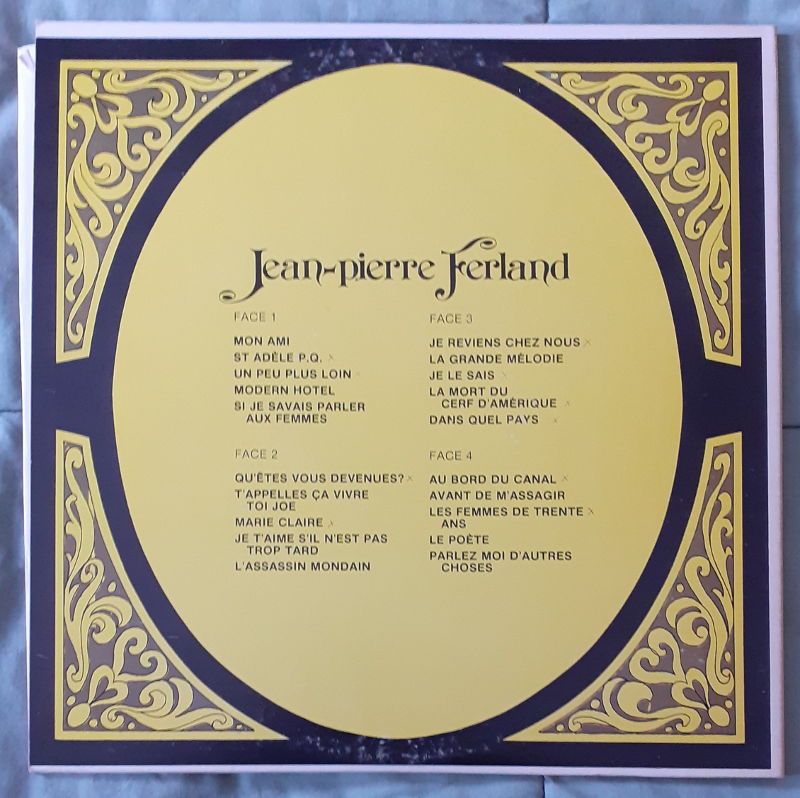 Jean-pierre Ferland
FACE 1
MON AMI
ST ADÈLE P.Q. x
UN PEU PLUS LOIN x
MODERN HOTEL
SI JE SAVAIS PARLER
AUX FEMMES
FACE 2
QU'ÊTES VOUS DEVENUES? x
T'APPELLES ÇA VIVRE
TOI JOE
MARIE CLAIRE x
JE T'AIME S'IL N'EST PAS
TROP TARD
L'ASSASSIN MONDAIN
FACE 3
JE REVIENS CHEZ NOUS x
LA GRANDE MÉLODIE
JE LE SAIS x
LA MORT DU
CERF D'AMÉRIQUE x
DANS QUEL PAYS x
FACE 4
AU BORD DU CANAL x
AVANT DE M'ASSAGIR
LES FEMMES DE TRENTE x
ANS
LE POÈTE
PARLEZ MOI D'AUTRES
CHOSES